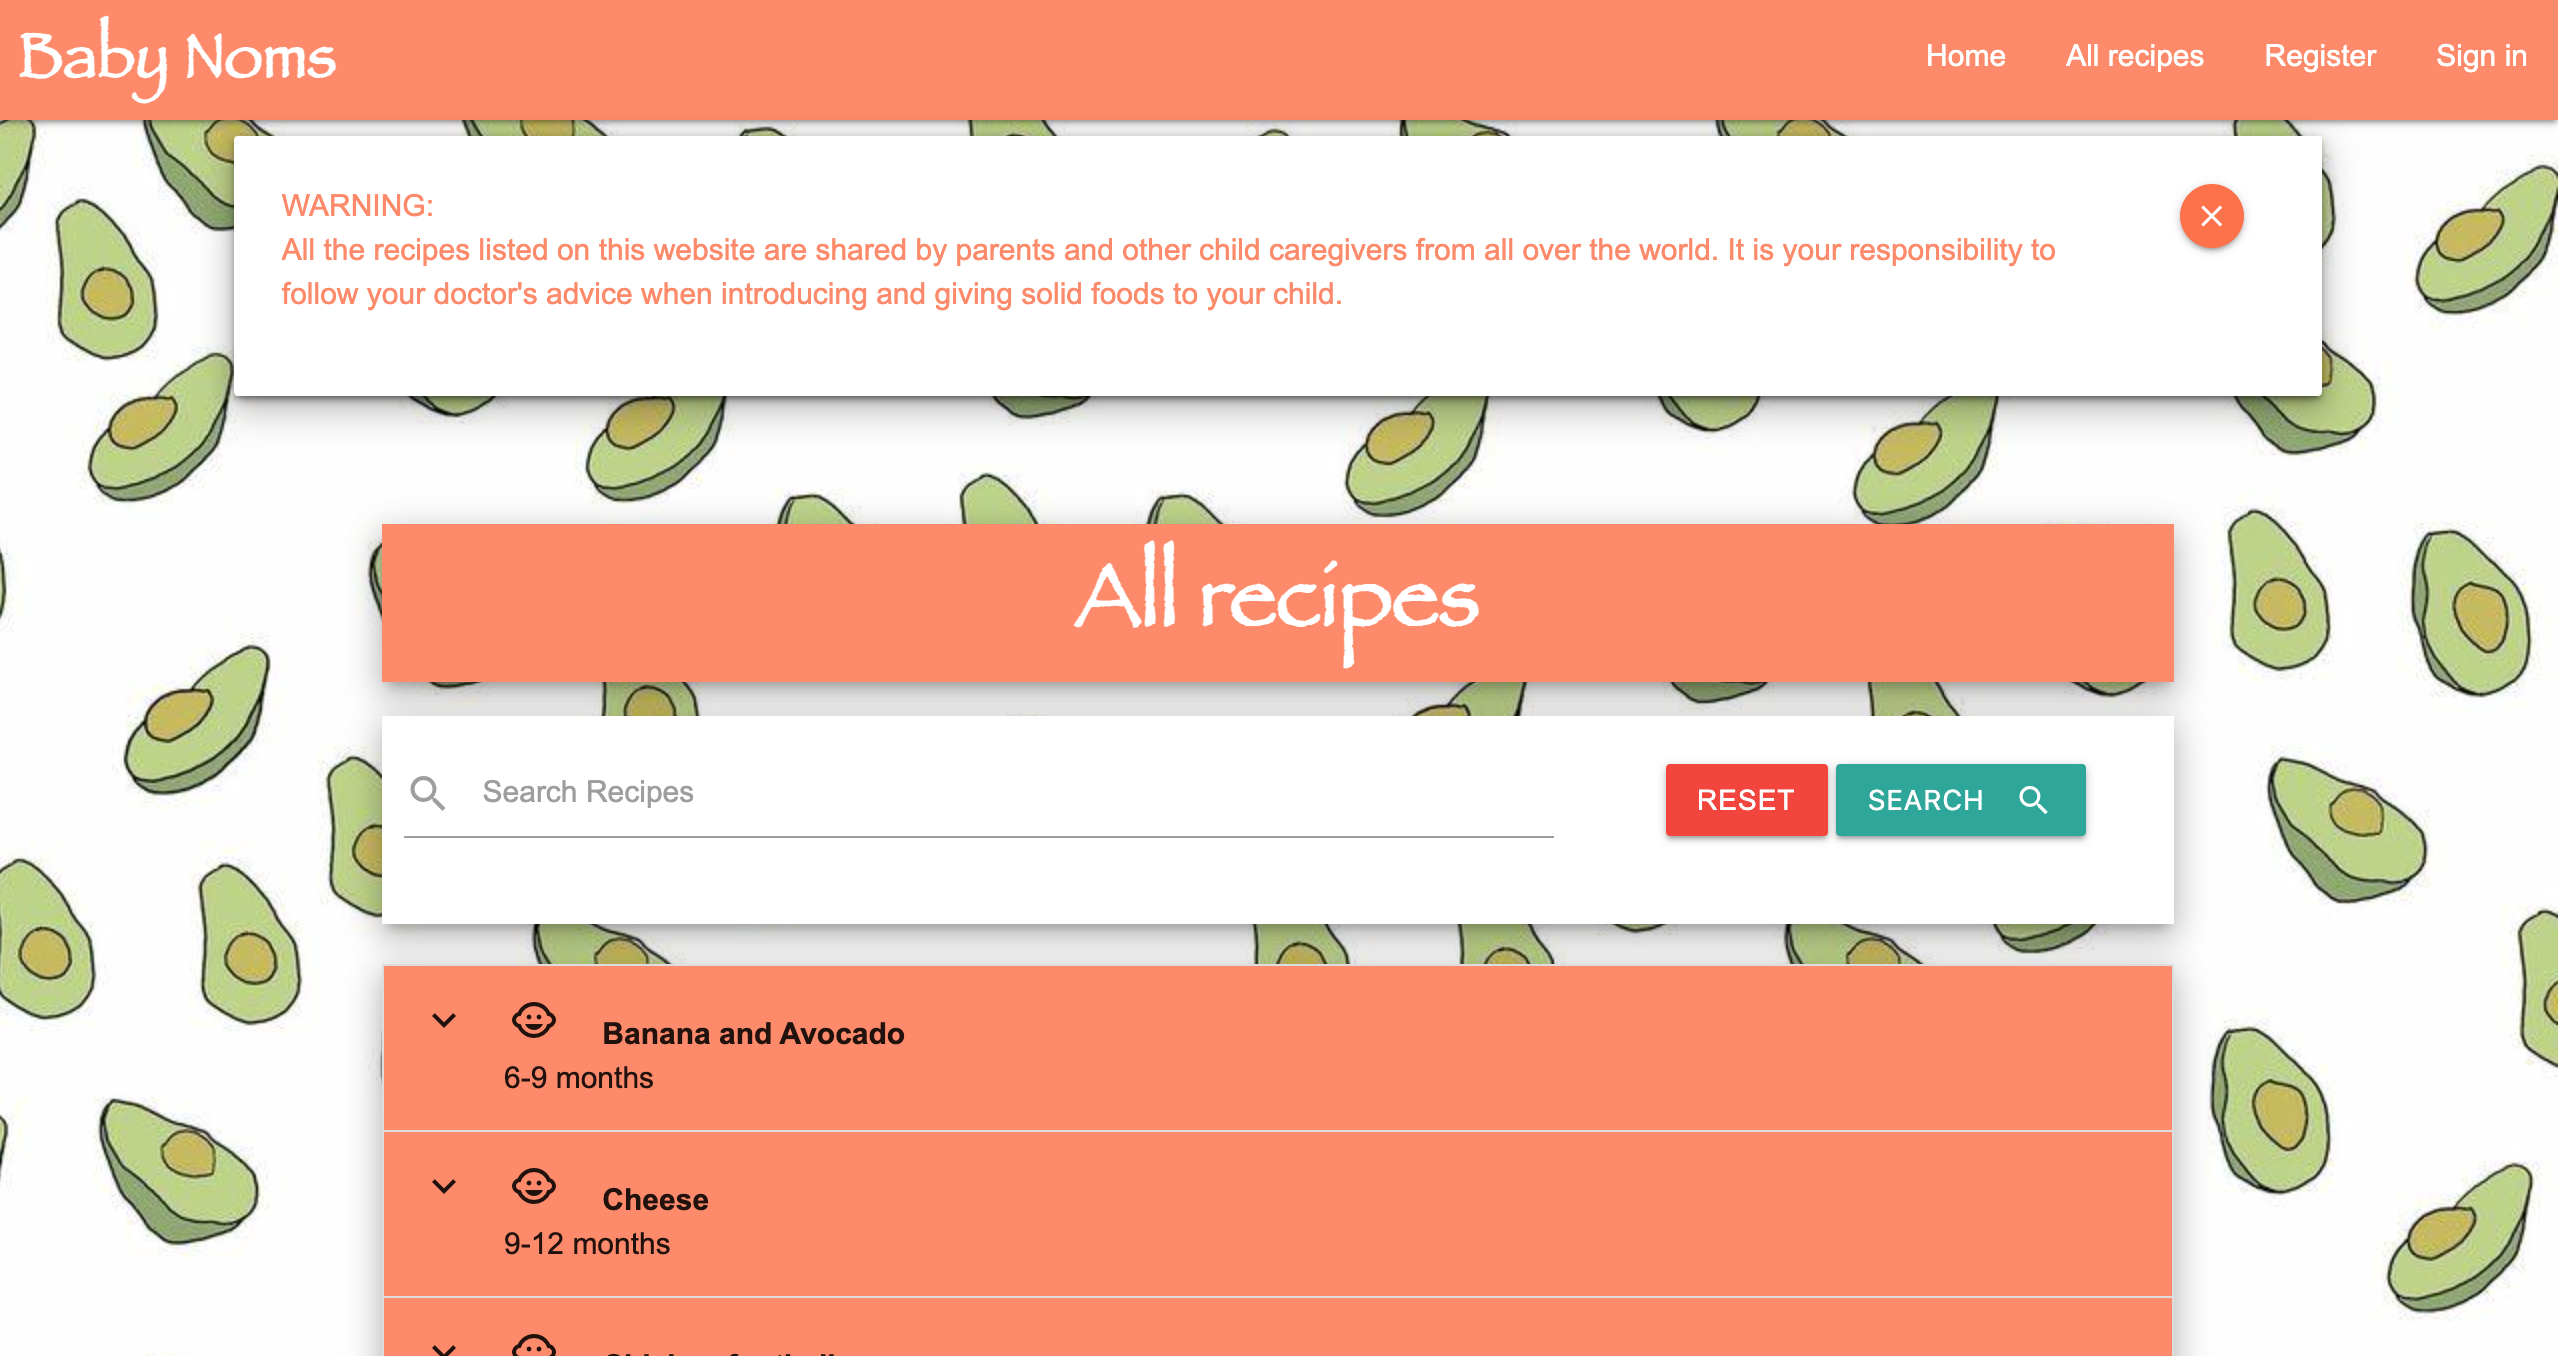 Baby Noms
Home
All recipes
Register
Sign in
WARNING:
All the recipes listed on this website are shared by parents and other child caregivers from all over the world. It is your responsibility to
follow your doctor's advice when introducing and giving solid foods to your child.
All recipes
Search Recipes
RESET
SEARCH
Banana and Avocado
6-9 months
Cheese
9-12 months